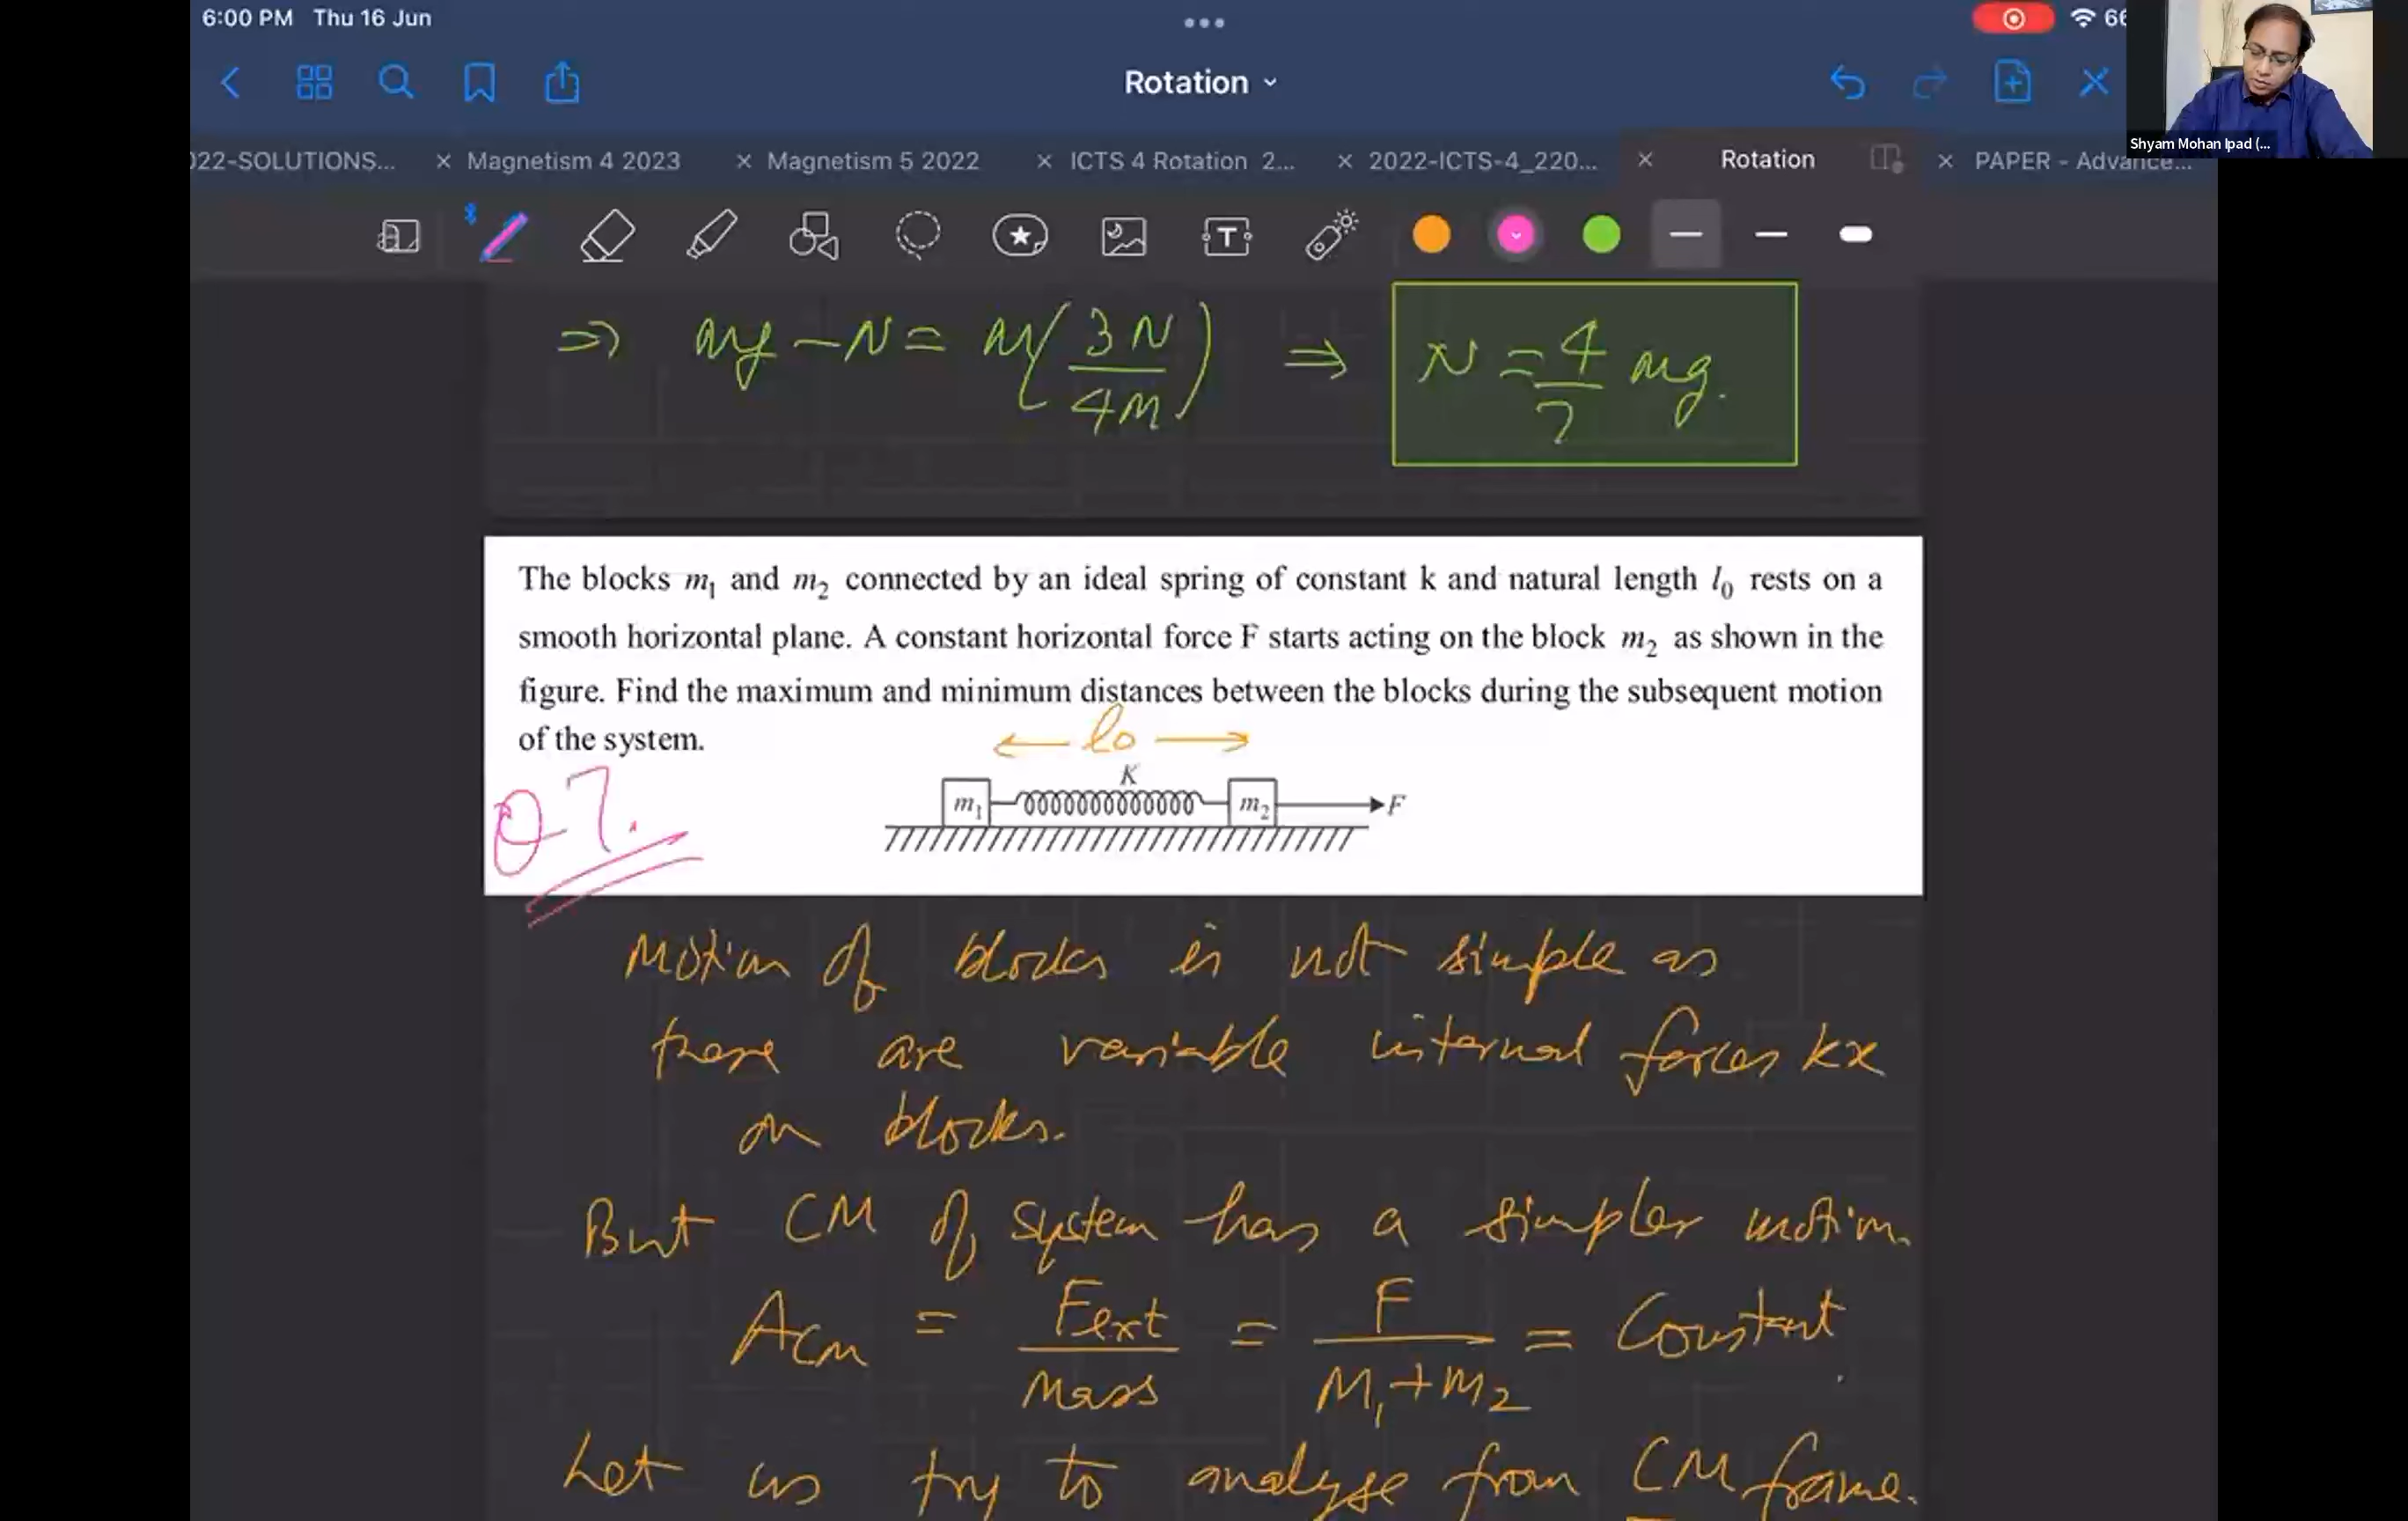 6:00 PM Thu 16 Jun
66
Rotation
Shyam Mohan Ipad (...
022-SOLUTIONS... × Magnetism 4 2023 × Magnetism 5 2022 × ICTS 4 Rotation 2... × 2022-ICTS-4_220... × Rotation × PAPER - Advance...
⇒ mg - N = M(3N/4M) ⇒ N = 4/7 mg.
The blocks m₁ and m₂ connected by an ideal spring of constant k and natural length l₀ rests on a
smooth horizontal plane. A constant horizontal force F starts acting on the block m₂ as shown in the
figure. Find the maximum and minimum distances between the blocks during the subsequent motion
of the system.
← l₀ →
K
m₁ m₂ F
Q7.
Motion of blocks is not simple as
there are variable internal forces kx
on blocks.
But CM of system has a simpler motion.
Acm = Fext/Mass = F/M₁+m₂ = Constant
Let us try to analyse from CM frame.